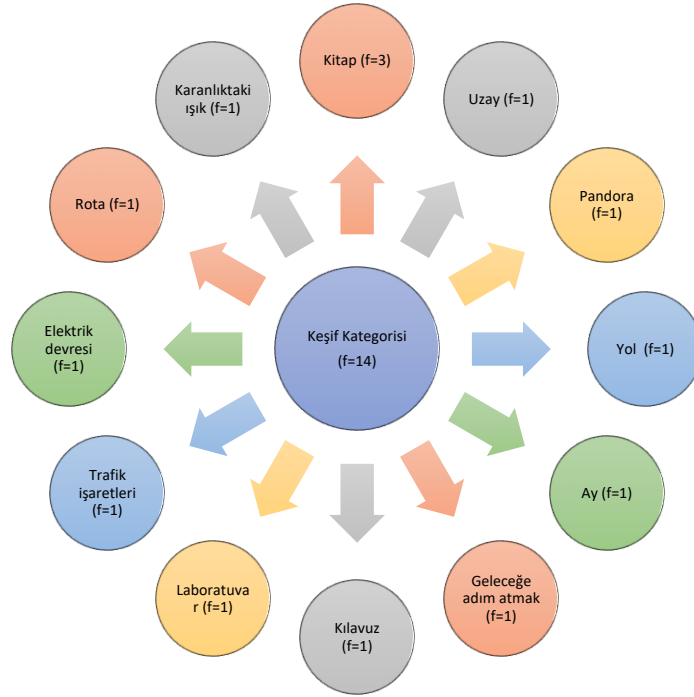 Kitap (f=3)
Uzay (f=1)
Pandora
(f=1)
Yol  (f=1)
Ay (f=1)
Geleceğe
adım atmak
(f=1)
Kılavuz
(f=1)
Laboratuva
r (f=1)
Trafik
işaretleri
(f=1)
Elektrik
devresi
(f=1)
Rota (f=1)
Karanlıktaki
ışık (f=1)
Keşif Kategorisi
(f=14)